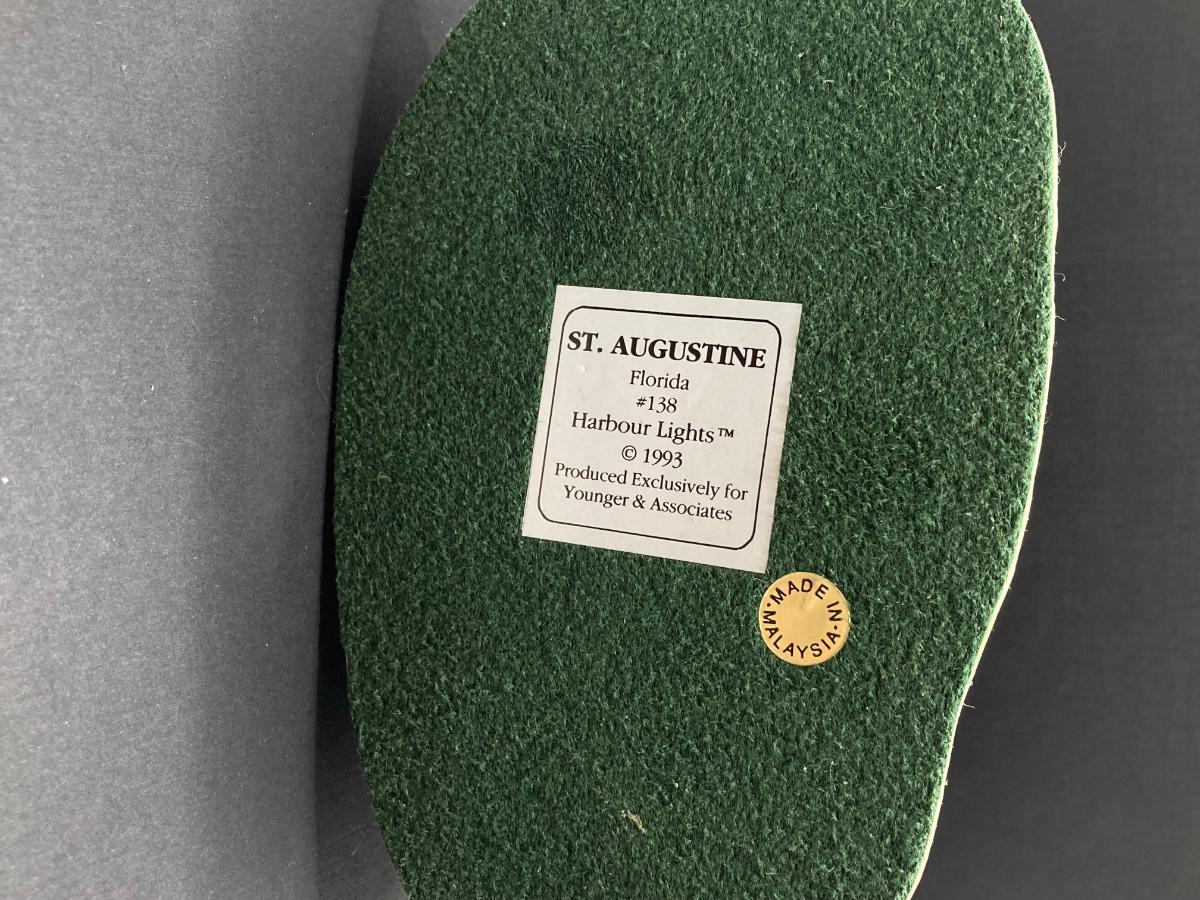 ST. AUGUSTINE
Florida
#138
Harbour Lights™
© 1993
Produced Exclusively for
Younger & Associates
MADE IN
MALAYSIA